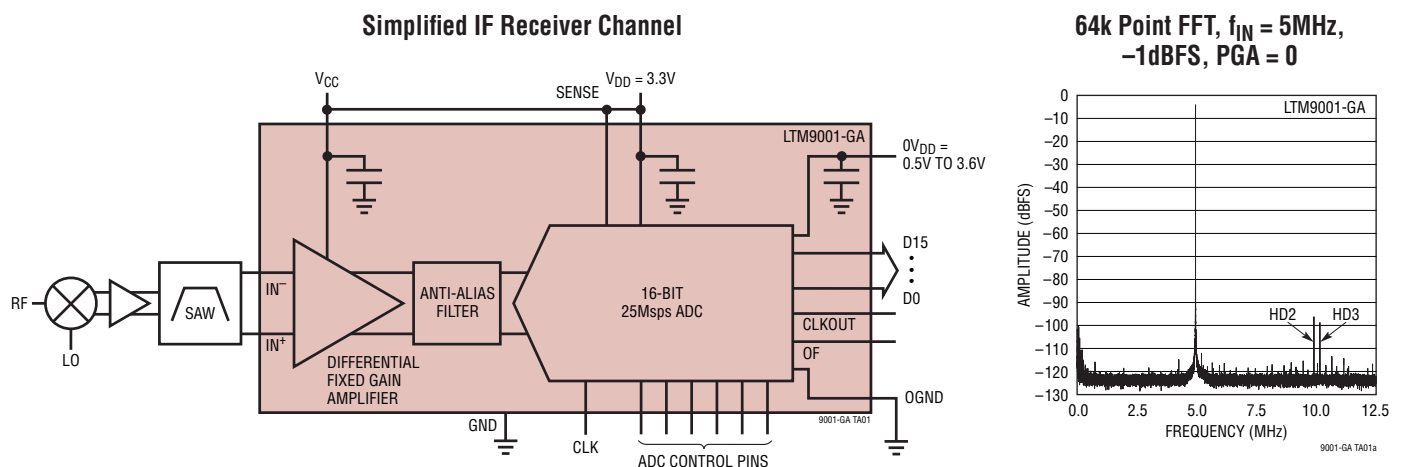 Simplified IF Receiver Channel
V_CC
SENSE
V_DD = 3.3V
LTM9001-GA
0V_DD =
0.5V TO 3.6V
RF
LO
SAW
IN⁻
IN⁺
DIFFERENTIAL
FIXED GAIN
AMPLIFIER
ANTI-ALIAS
FILTER
16-BIT
25Msps ADC
D15
D0
CLKOUT
OF
OGND
9001-GA TA01
GND
CLK
ADC CONTROL PINS
64k Point FFT, f_IN = 5MHz,
–1dBFS, PGA = 0
LTM9001-GA
AMPLITUDE (dBFS)
0
–10
–20
–30
–40
–50
–60
–70
–80
–90
–100
–110
–120
–130
HD2
HD3
0.0
2.5
5.0
7.5
10.0
12.5
FREQUENCY (MHz)
9001-GA TA01a